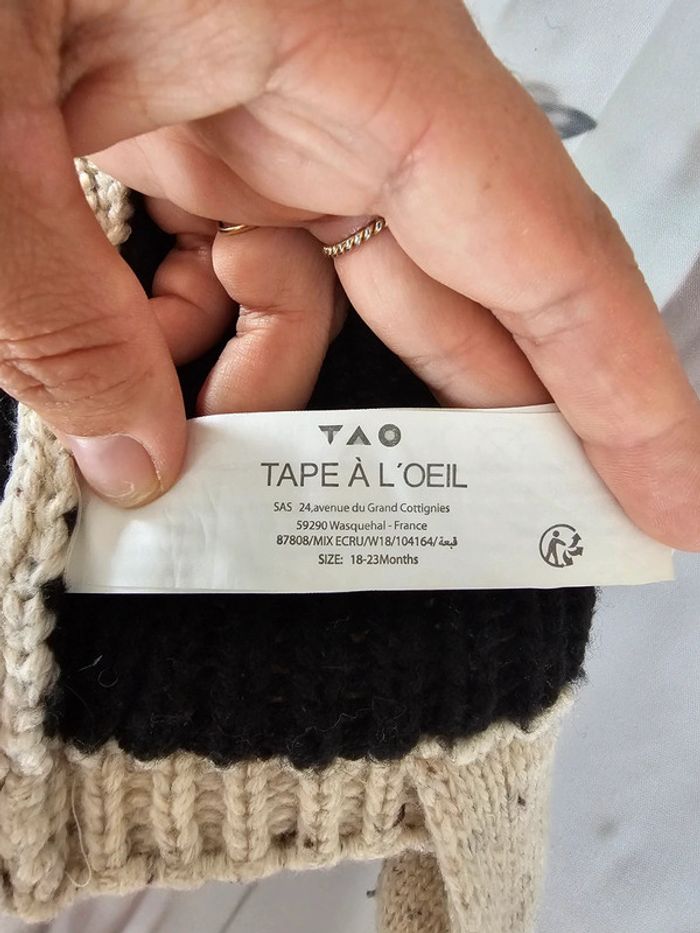 TAO
TAPE À L'OEIL
SAS 24,avenue du Grand Cottignies
59290 Wasquehal - France
87808/MIX ECRU/W18/104164/قبعة
SIZE: 18-23Months